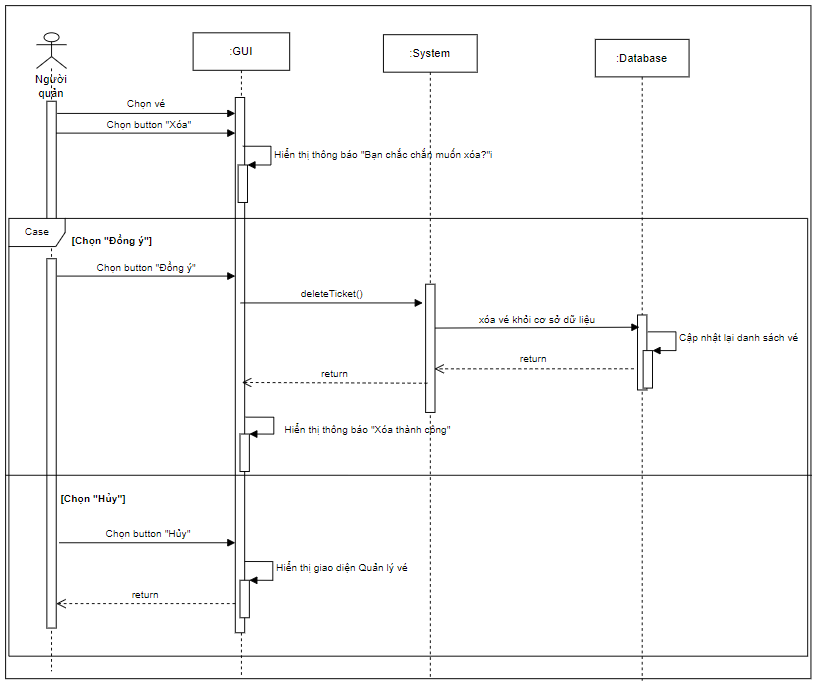 :GUI
:System
:Database
Người
quản
Chọn vé
Chọn button "Xóa"
Hiển thị thông báo "Bạn chắc chắn muốn xóa?"i
Case
[Chọn "Đồng ý"]
Chọn button "Đồng ý"
deleteTicket()
xóa vé khỏi cơ sở dữ liệu
Cập nhật lại danh sách vé
return
return
Hiển thị thông báo "Xóa thành công"
[Chọn "Hủy"]
Chọn button "Hủy"
Hiển thị giao diện Quản lý vé
return